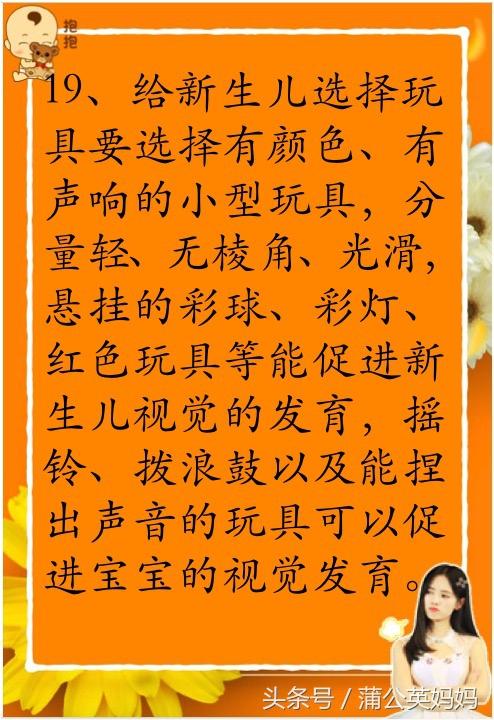 抱抱
19、给新生儿选择玩
具要选择有颜色、有
声响的小型玩具，分
量轻、无棱角、光滑，
悬挂的彩球、彩灯、
红色玩具等能促进新
生儿视觉的发育，摇
铃、拨浪鼓以及能捏
出声音的玩具可以促
进宝宝的视觉发育。
头条号 / 蒲公英妈妈